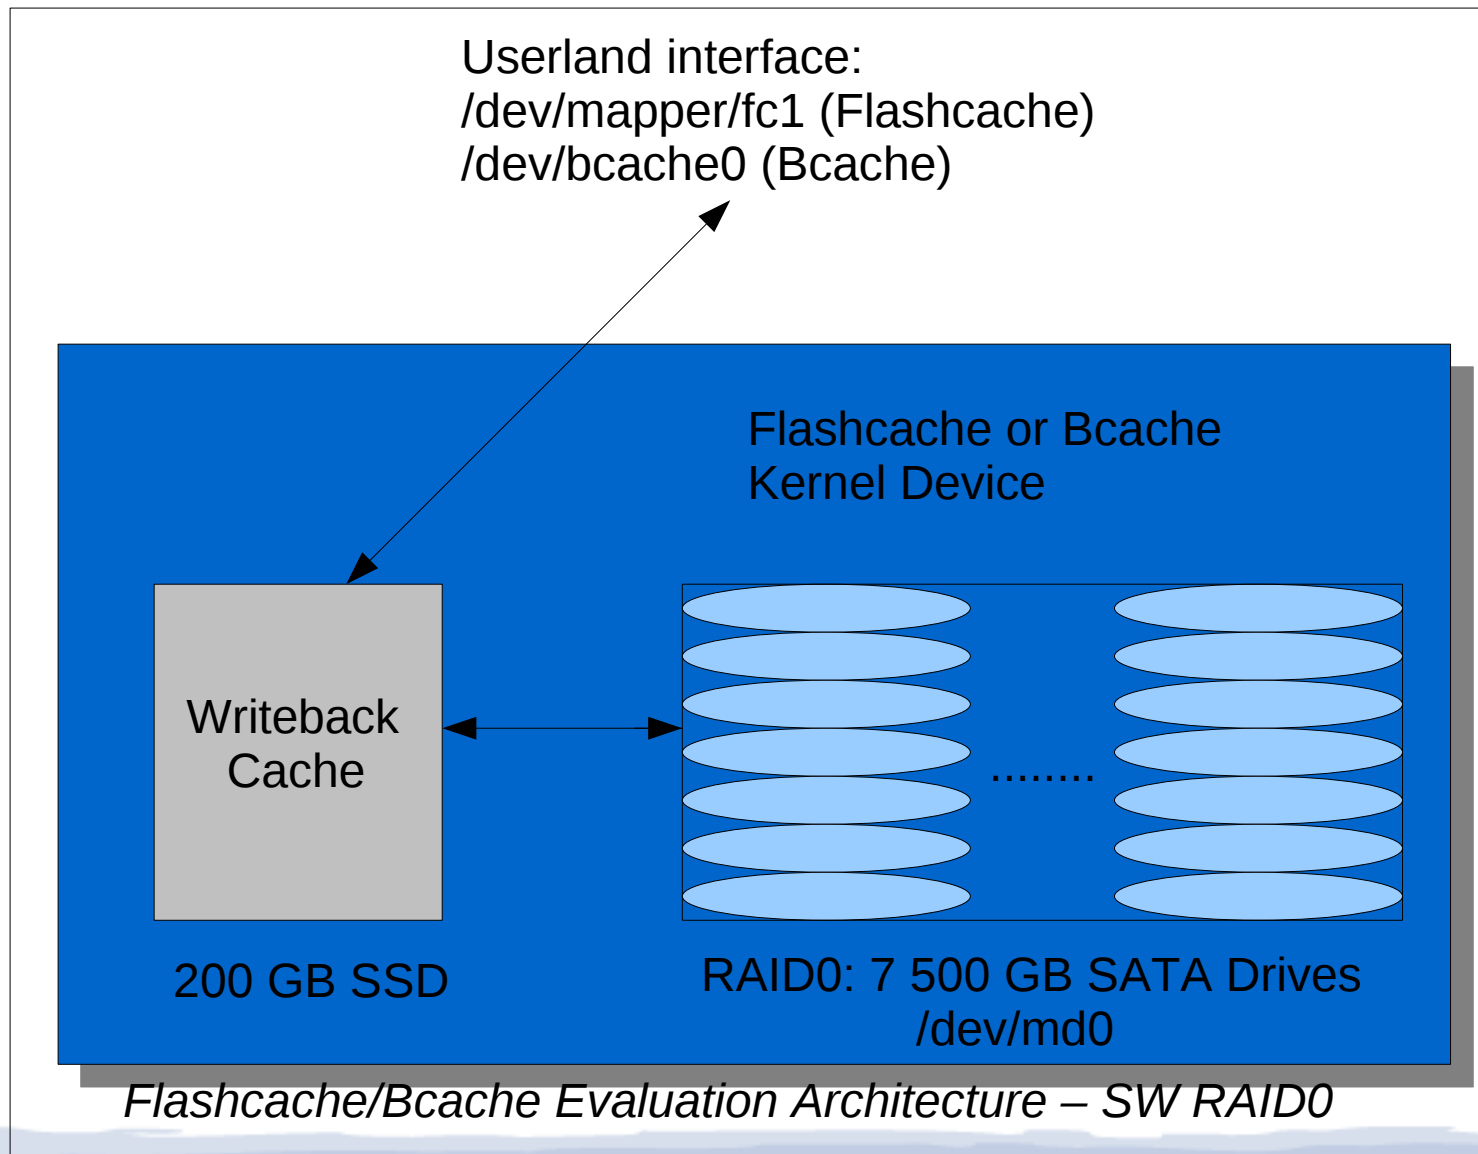 Userland interface:
/dev/mapper/fc1 (Flashcache)
/dev/bcache0 (Bcache)
Flashcache or Bcache
Kernel Device
Writeback
Cache
........
200 GB SSD
RAID0: 7 500 GB SATA Drives
/dev/md0
Flashcache/Bcache Evaluation Architecture – SW RAID0